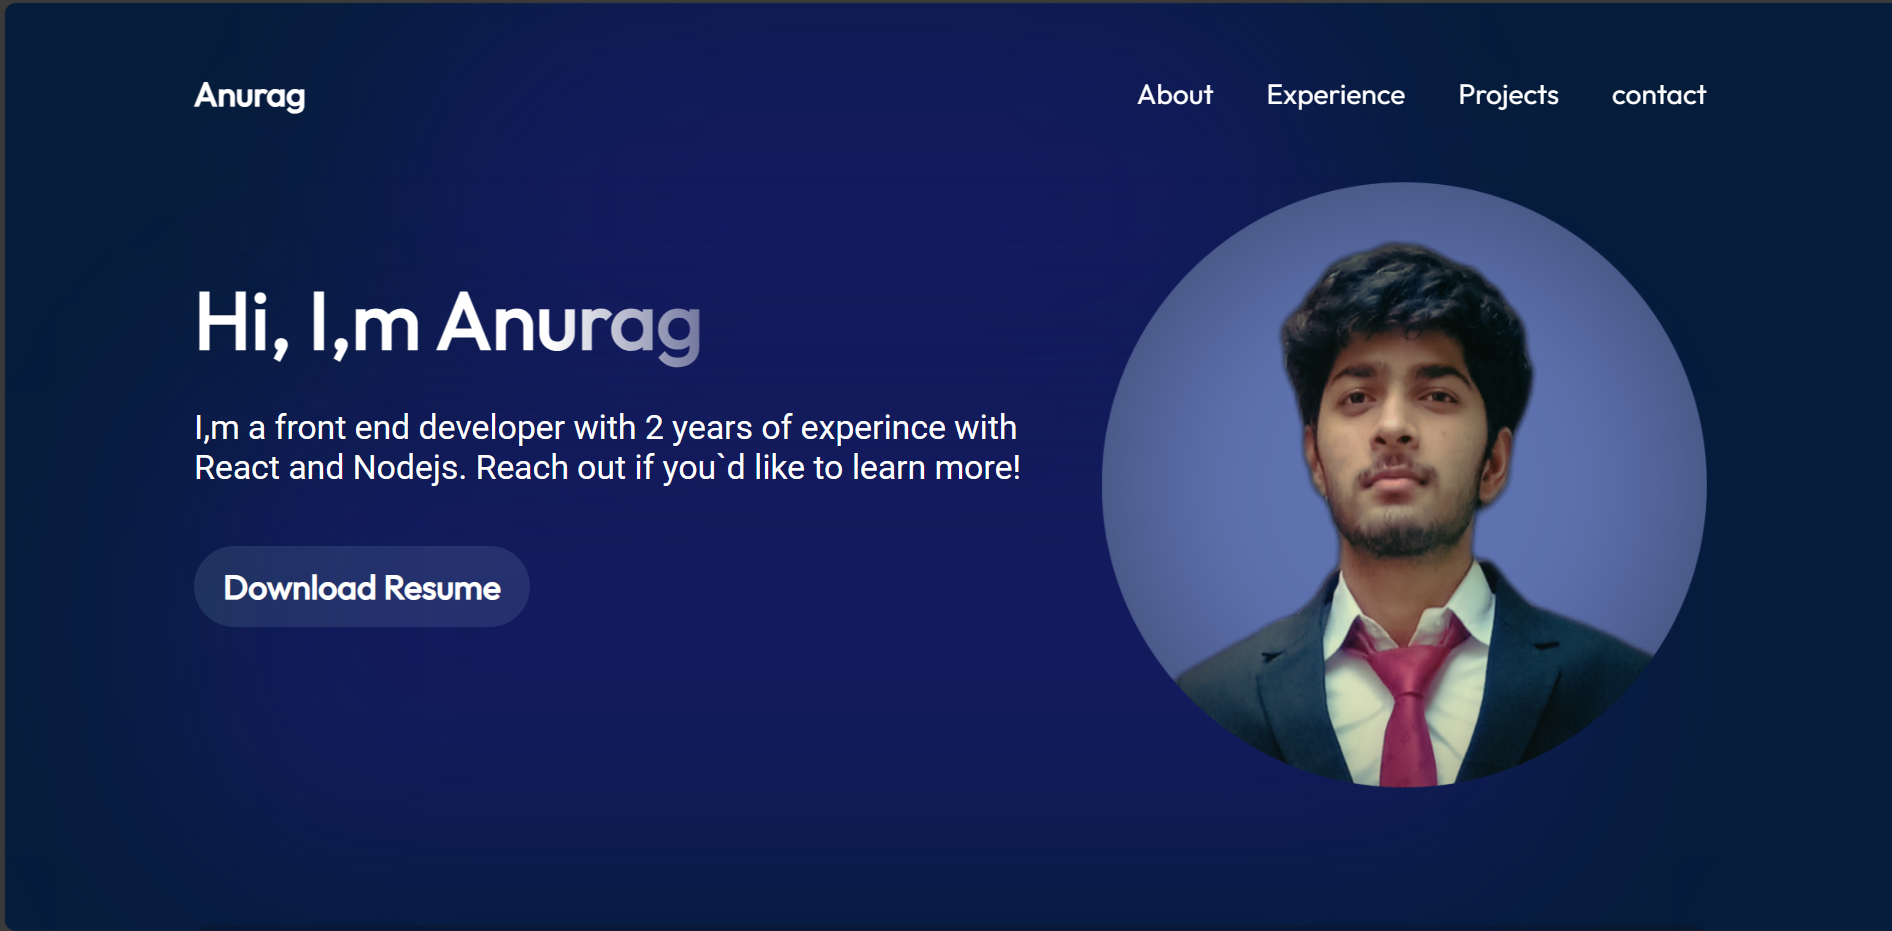 Anurag
About Experience Projects contact
Hi, I,m Anurag
I,m a front end developer with 2 years of experince with
React and Nodejs. Reach out if you`d like to learn more!
Download Resume